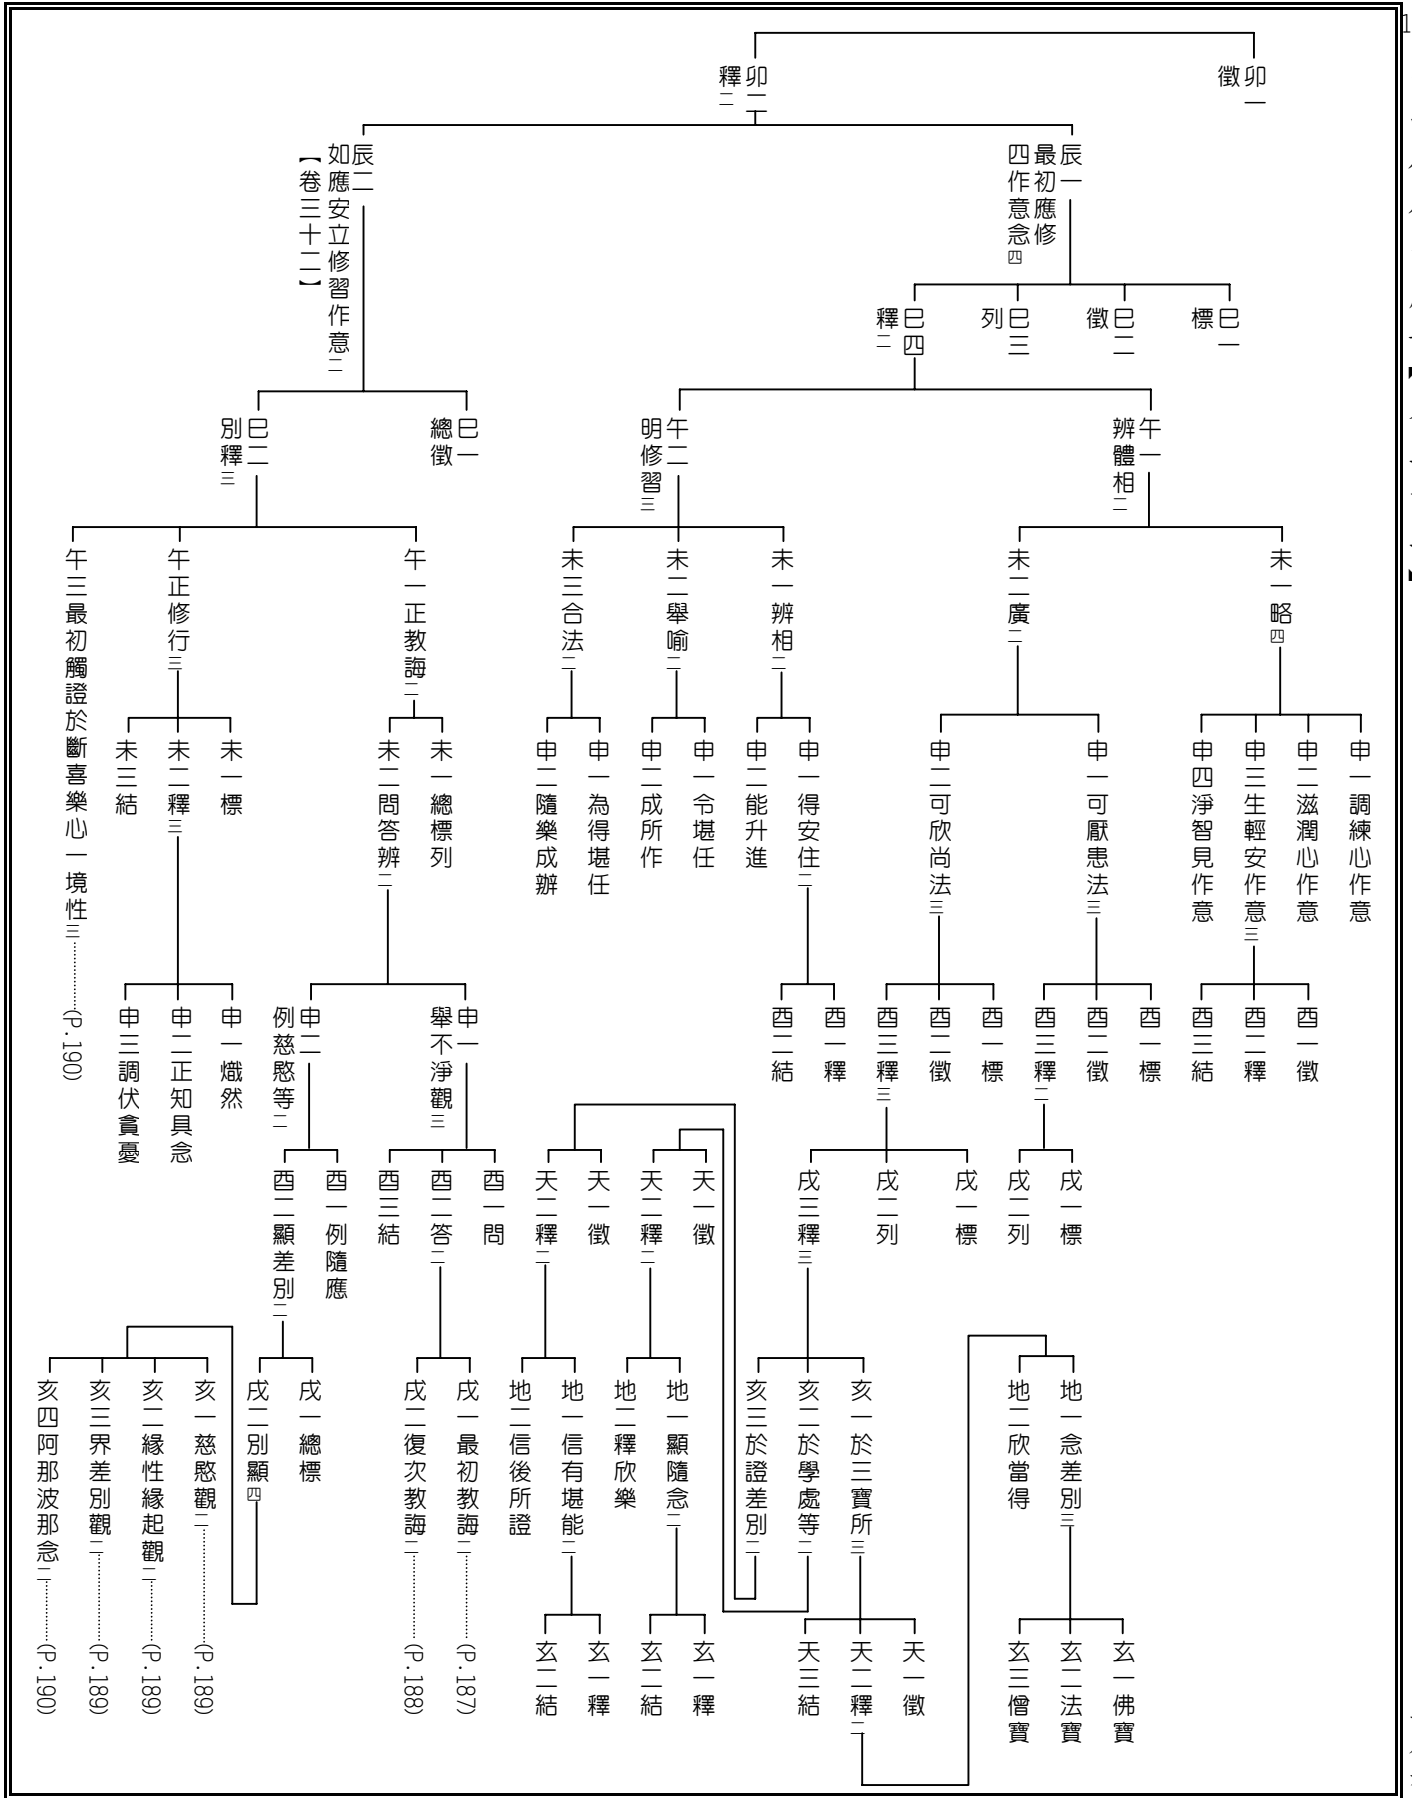 卯一
徵
卯二
釋二
辰一
最初應修
四作意念四
辰二
如應安立修習作意二
【卷三十二】
巳一
標
巳二
徵
巳三
列
巳四
釋二
巳一
總徵
巳二
別釋三
午一
辨體相二
午二
明修習三
未一略四
未二廣二
未一辨相二
未二舉喻二
未三合法二
午一正教誨二
午正修行三
午三最初觸證於斷喜樂心一境性三………(P.190)
申一調練心作意
申二滋潤心作意
申三生輕安作意三
申四淨智見作意
申一可厭患法三
申二可欣尚法三
申一得安住二
申二能升進
申一令堪任
申二成所作
申一為得堪任
申二隨樂成辦
未一總標列
未二問答辨二
未一標
未二釋三
未三結
酉一徵
酉二釋
酉三結
酉一標
酉二徵
酉三釋二
酉一標
酉二徵
酉三釋三
酉一釋
酉二結
申一
舉不淨觀三
申二
例慈愍等二
申一熾然
申二正知具念
申三調伏貪憂
戌一標
戌二列
戌一標
戌二列
戌三釋三
天一徵
天二釋二
天一徵
天二釋二
酉一問
酉二答二
酉三結
酉一例隨應
酉二顯差別二
地一念差別三
地二欣當得
亥一於三寶所三
亥二於學處等二
亥三於證差別二
地一顯隨念二
地二釋欣樂
地一信有堪能二
地二信後所證
戌一最初教誨二………(P.187)
戌二復次教誨二………(P.188)
戌一總標
戌二別顯四
亥一慈愍觀二………(P.189)
亥二緣性緣起觀二………(P.189)
亥三界差別觀二………(P.189)
亥四阿那波那念二………(P.190)
玄一佛寶
玄二法寶
玄三僧寶
天一徵
天二釋二
天三結
玄一釋
玄二結
玄一釋
玄二結